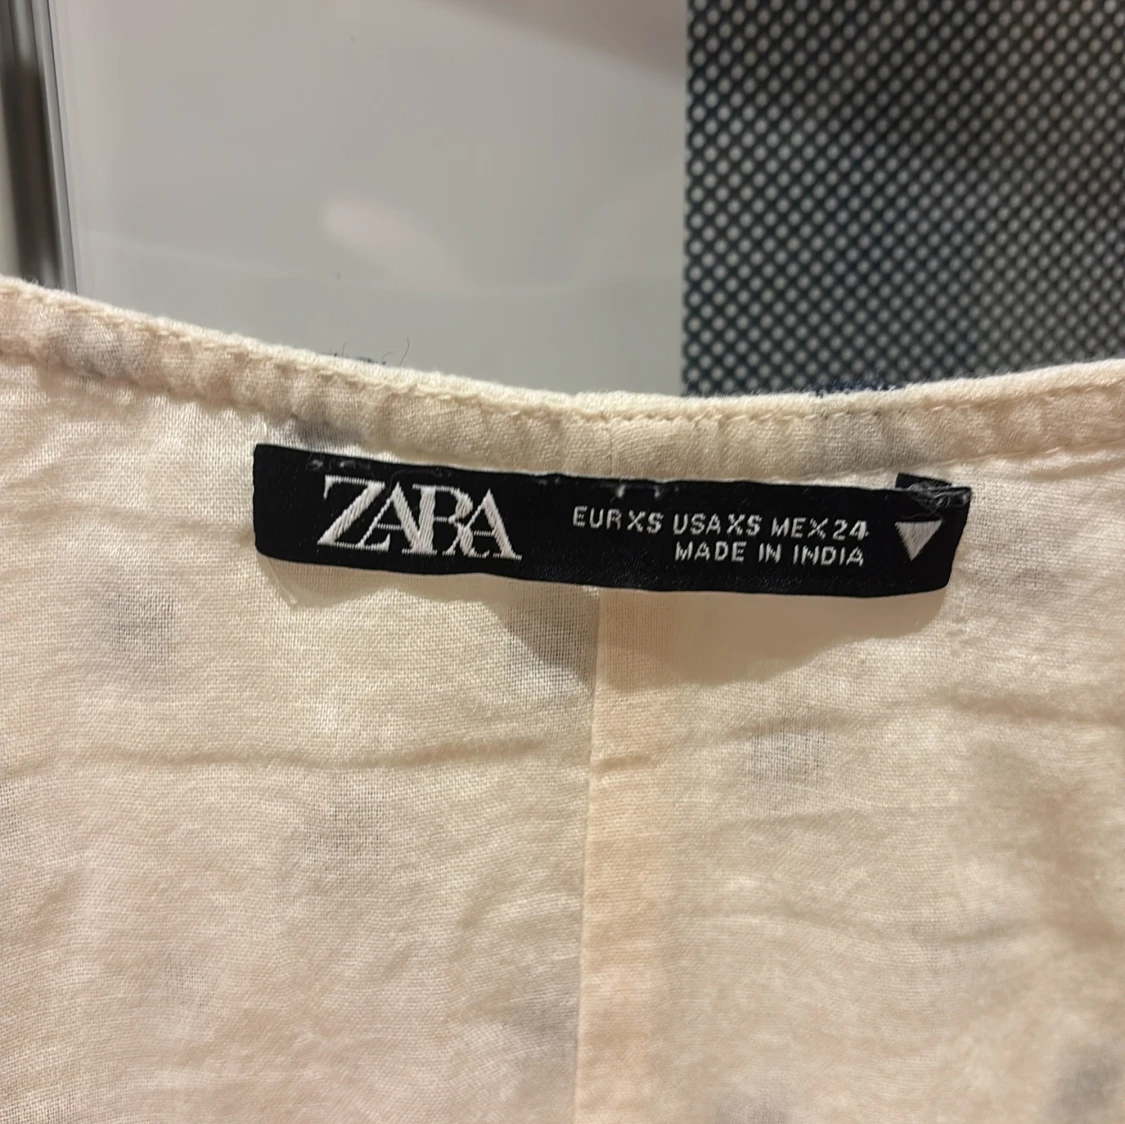 ZARA
EUR XS USA XS MEX 24
MADE IN INDIA